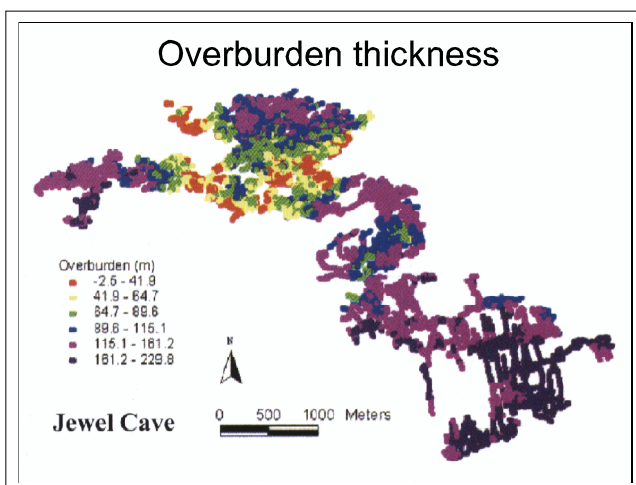 Overburden thickness
Overburden (m)
-2.5 - 41.9
41.9 - 64.7
64.7 - 89.6
89.6 - 115.1
115.1 - 161.2
161.2 - 229.8
N
Jewel Cave
0 500 1000 Meters